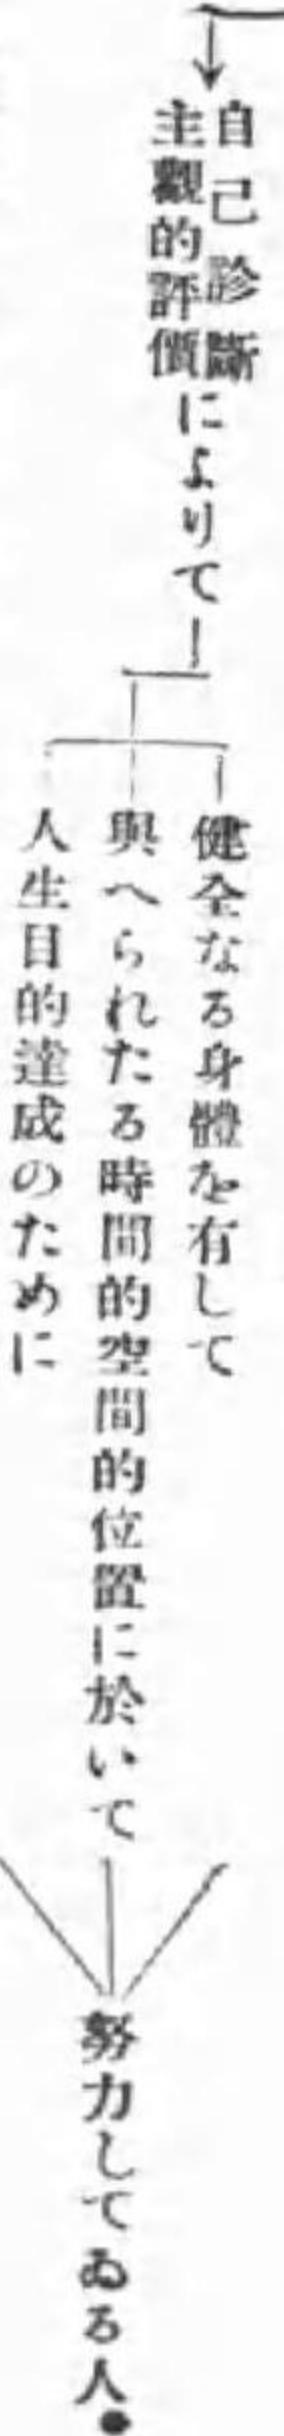 自己診斷
主觀的評價
によりて
健全なる身體を有して
與へられたる時間的空間的位置に於いて
人生目的達成のために
努力してゐる人